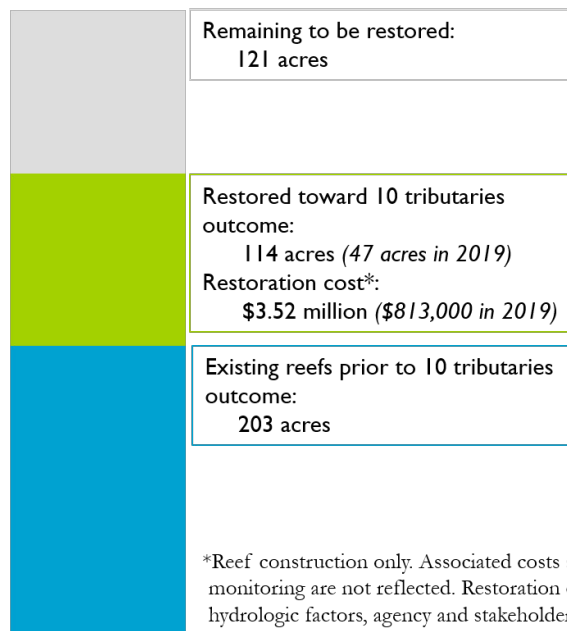 Remaining to be restored:
121 acres
Restored toward 10 tributaries
outcome:
114 acres (47 acres in 2019)
Restoration cost*:
$3.52 million ($813,000 in 2019)
Existing reefs prior to 10 tributaries
outcome:
203 acres
*Reef construction only. Associated costs
monitoring are not reflected. Restoration
hydrologic factors, agency and stakeholder